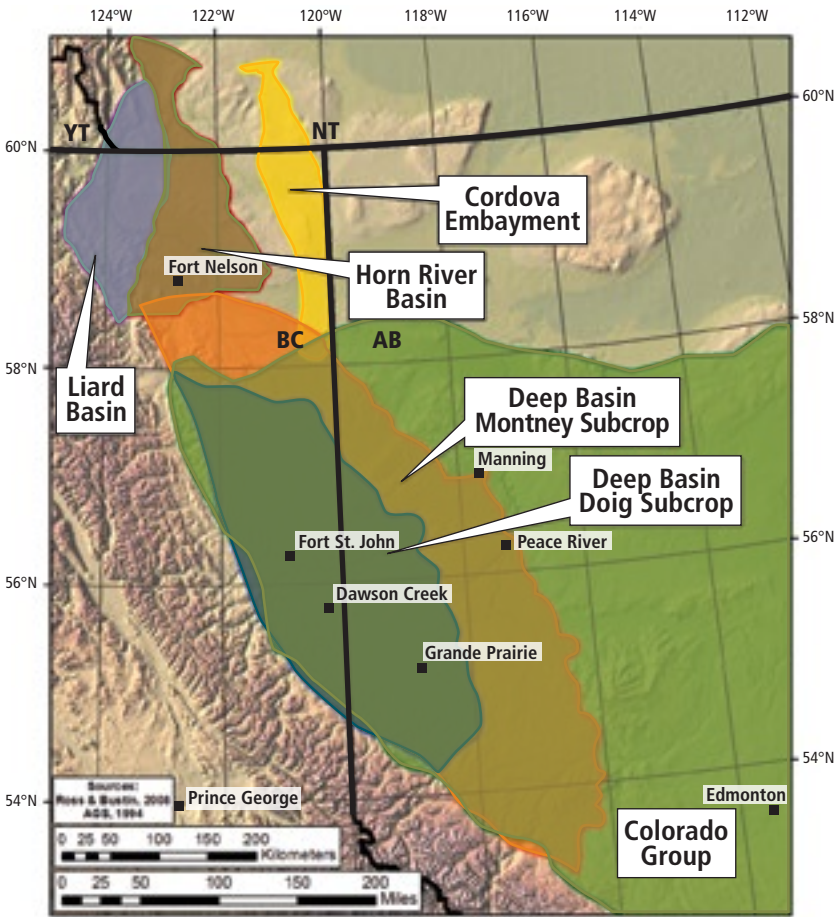 124°W 122°W 120°W 118°W 116°W 114°W 112°W
60°N
YT
NT
60°N
Cordova
Embayment
Fort Nelson
Horn River
Basin
58°N
BC
AB
58°N
Liard
Basin
Deep Basin
Montney Subcrop
Manning
Deep Basin
Doig Subcrop
Fort St. John
Peace River
56°N
56°N
Dawson Creek
Grande Prairie
54°N
Sources:
Ross & Bustin, 2008
AGS, 1994
54°N
Prince George
Edmonton
Colorado
Group
0 25 50 100 150 200
Kilometers
0 25 50 100 150 200
Miles